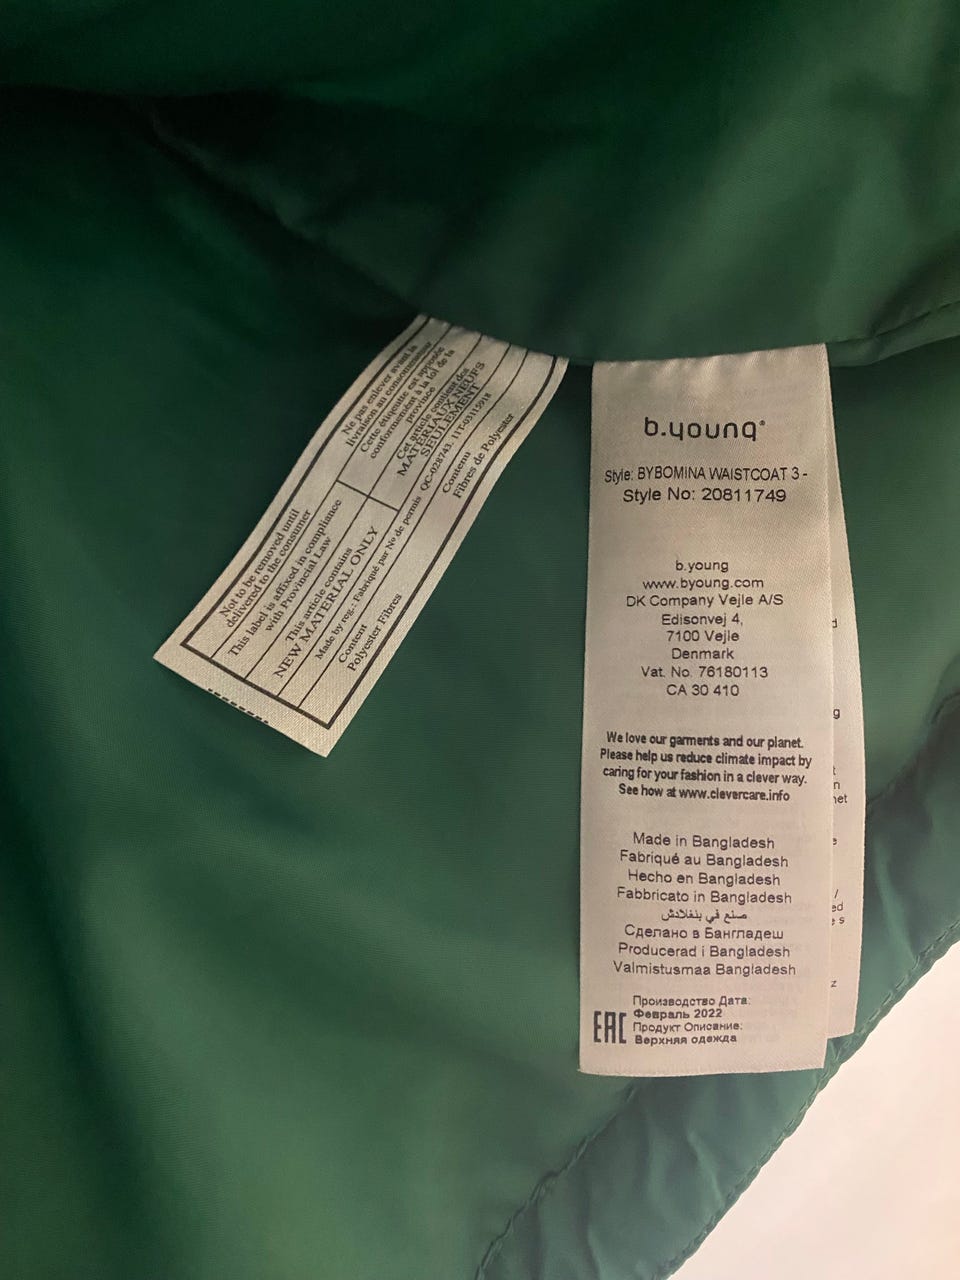 Ne pas enlever avant la
livraison au consommateur
Cette étiquette est apposée
conformément à la loi de la
province
Cet article contient des
MATÉRIAUX NEUFS
SEULEMENT
Not to be removed until
delivered to the consumer
This label is affixed in compliance
with Provincial Law
This article contains
NEW MATERIAL ONLY
Made by reg.: Fabriqué par No de permis QC-028743. 11T-03115918
Content
Polyester Fibres
Contenu
Fibres de Polyester
b.young®
Style: BYBOMINA WAISTCOAT 3 -
Style No: 20811749
b.young
www.byoung.com
DK Company Vejle A/S
Edisonvej 4,
7100 Vejle
Denmark
Vat. No. 76180113
CA 30 410
We love our garments and our planet.
Please help us reduce climate impact by
caring for your fashion in a clever way.
See how at www.clevercare.info
Made in Bangladesh
Fabriqué au Bangladesh
Hecho en Bangladesh
Fabbricato in Bangladesh
صنع في بنغلادش
Сделано в Бангладеш
Producerad i Bangladesh
Valmistusmaa Bangladesh
Производство Дата:
Февраль 2022
EAC
Продукт Описание:
Верхняя одежда